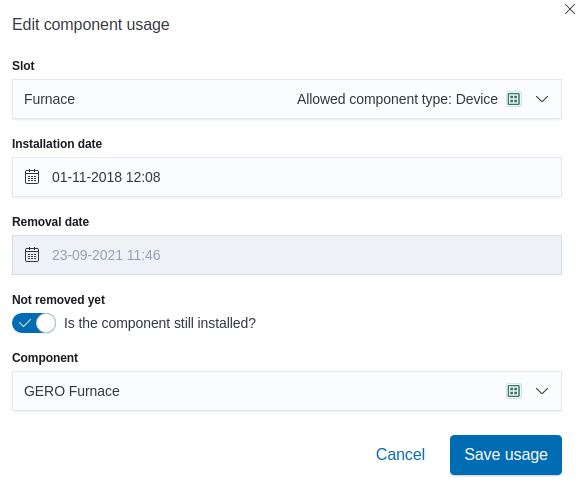 Edit component usage
Slot
Furnace Allowed component type: Device
Installation date
01-11-2018 12:08
Removal date
23-09-2021 11:46
Not removed yet
Is the component still installed?
Component
GERO Furnace
Cancel Save usage